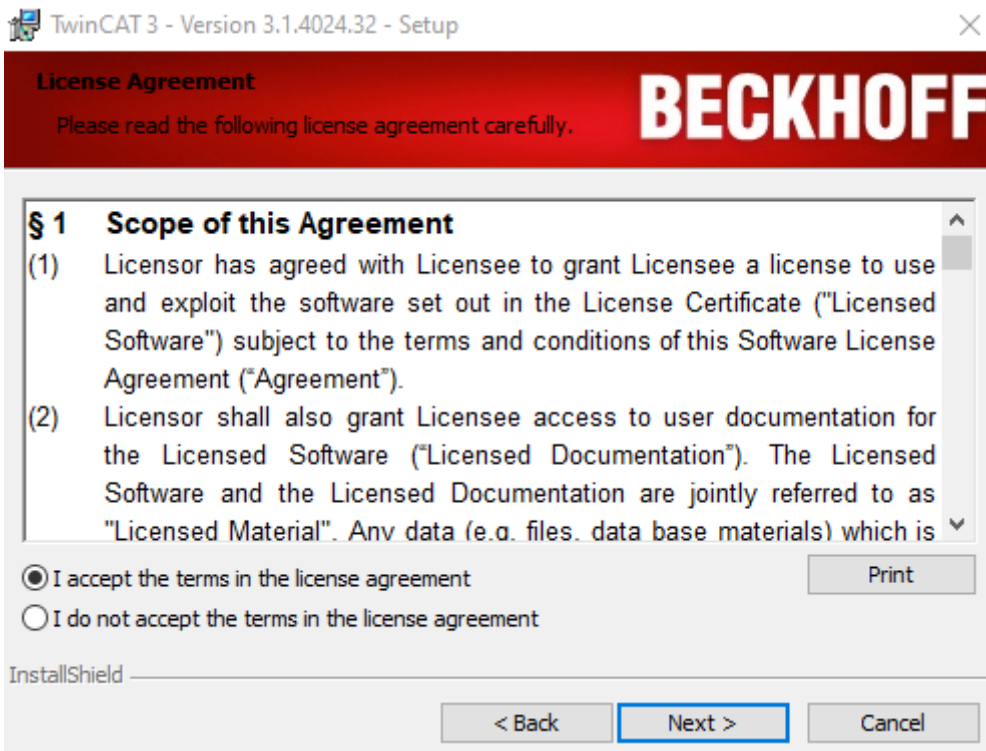 TwinCAT 3 - Version 3.1.4024.32 - Setup
License Agreement
Please read the following license agreement carefully.
BECKHOFF
§ 1 Scope of this Agreement
(1) Licensor has agreed with Licensee to grant Licensee a license to use
and exploit the software set out in the License Certificate ("Licensed
Software") subject to the terms and conditions of this Software License
Agreement (“Agreement”).
(2) Licensor shall also grant Licensee access to user documentation for
the Licensed Software (“Licensed Documentation”). The Licensed
Software and the Licensed Documentation are jointly referred to as
"Licensed Material". Any data (e.g. files, data base materials) which is
I accept the terms in the license agreement
Print
I do not accept the terms in the license agreement
InstallShield
< Back
Next >
Cancel